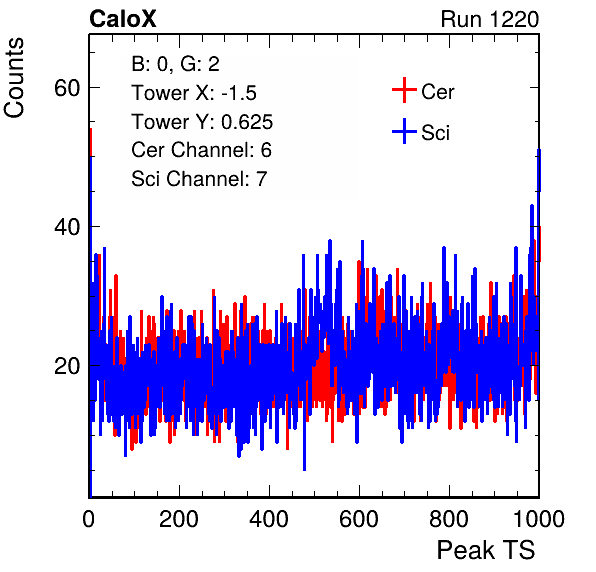 CaloX Run 1220
Counts
B: 0, G: 2
Tower X: -1.5
Tower Y: 0.625
Cer Channel: 6
Sci Channel: 7
Cer
Sci
60
40
20
0 200 400 600 800 1000
Peak TS